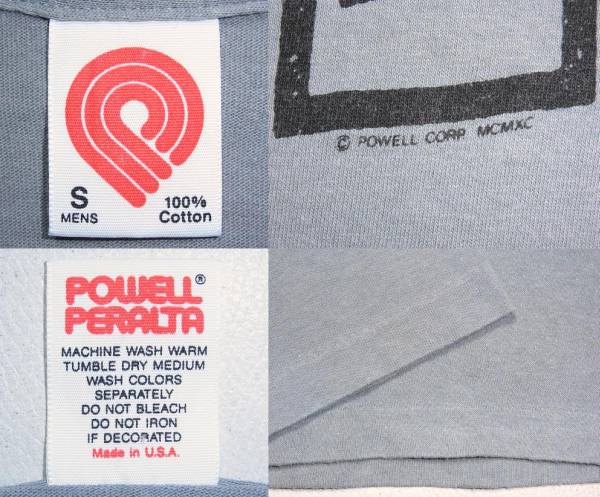 S
MENS
100%
Cotton
© POWELL CORP MCMXC
POWELL®
PERALTA
MACHINE WASH WARM
TUMBLE DRY MEDIUM
WASH COLORS
SEPARATELY
DO NOT BLEACH
DO NOT IRON
IF DECORATED
Made in U.S.A.